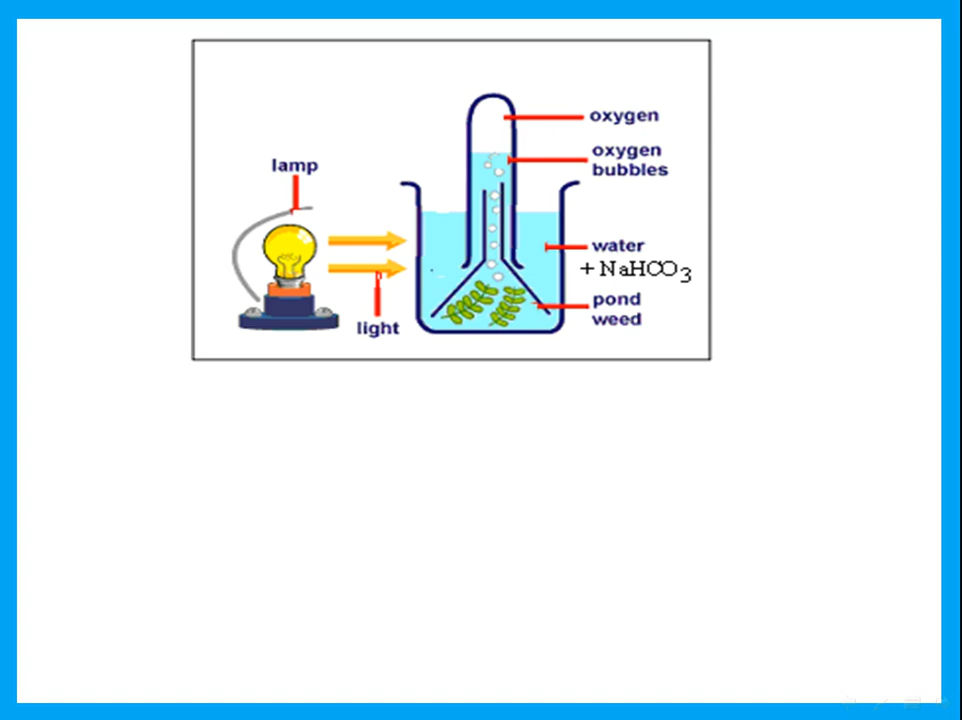 oxygen
oxygen
bubbles
lamp
water
+ NaHCO3
pond
weed
light